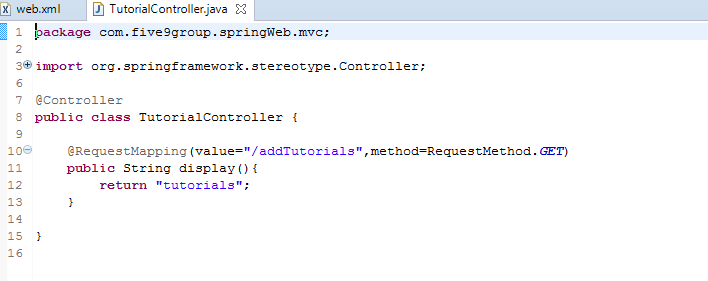 web.xml TutorialController.java
1 package com.five9group.springWeb.mvc;
2
3 import org.springframework.stereotype.Controller;
6
7 @Controller
8 public class TutorialController {
9
10 @RequestMapping(value="/addTutorials",method=RequestMethod.GET)
11 public String display(){
12 return "tutorials";
13 }
14
15 }
16